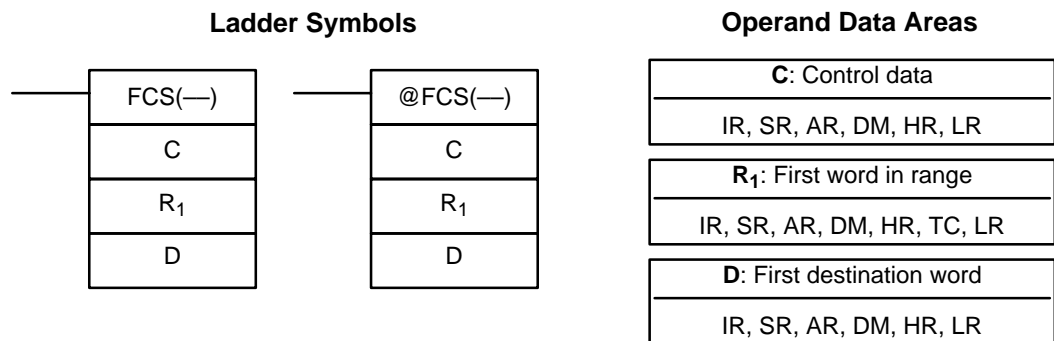 Ladder Symbols
FCS(—)
C
R1
D
@FCS(—)
C
R1
D
Operand Data Areas
C: Control data
IR, SR, AR, DM, HR, LR
R1: First word in range
IR, SR, AR, DM, HR, TC, LR
D: First destination word
IR, SR, AR, DM, HR, LR